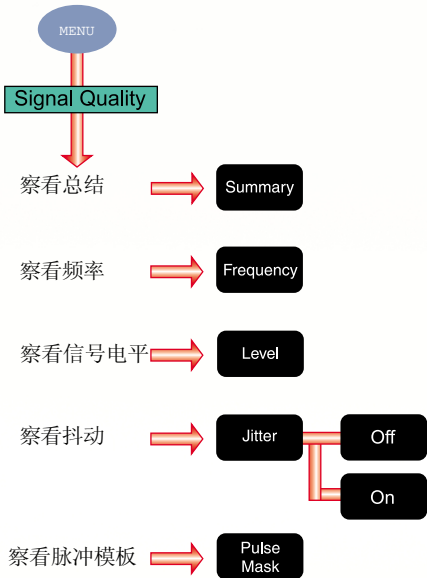 MENU
Signal Quality
察看总结
Summary
察看频率
Frequency
察看信号电平
Level
察看抖动
Jitter
Off
On
察看脉冲模板
Pulse
Mask